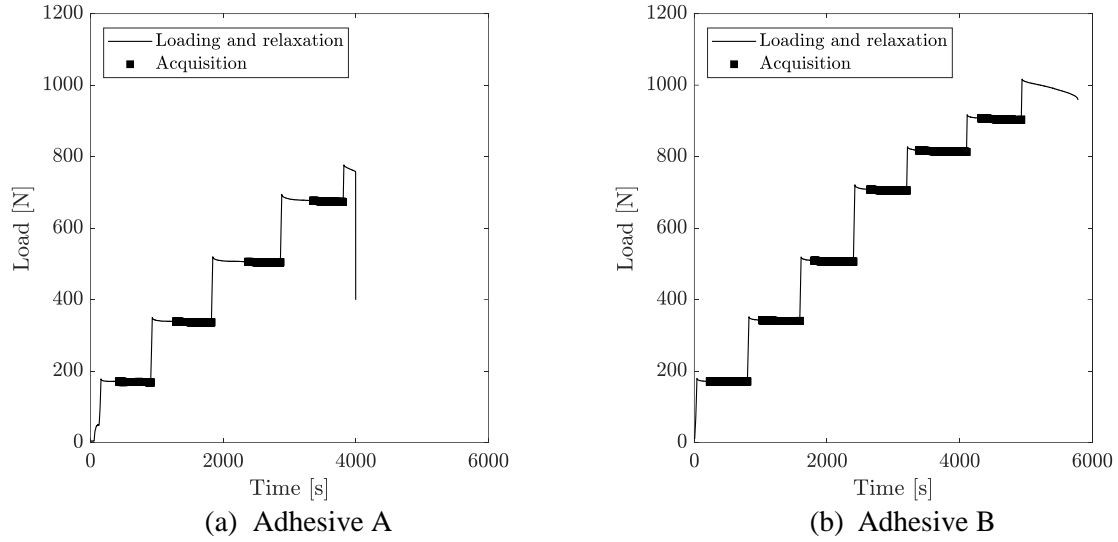 1200
1000
800
600
400
200
0
Load [N]
Loading and relaxation
Acquisition
0 2000 4000 6000
Time [s]
(a) Adhesive A
1200
1000
800
600
400
200
0
Load [N]
Loading and relaxation
Acquisition
0 2000 4000 6000
Time [s]
(b) Adhesive B